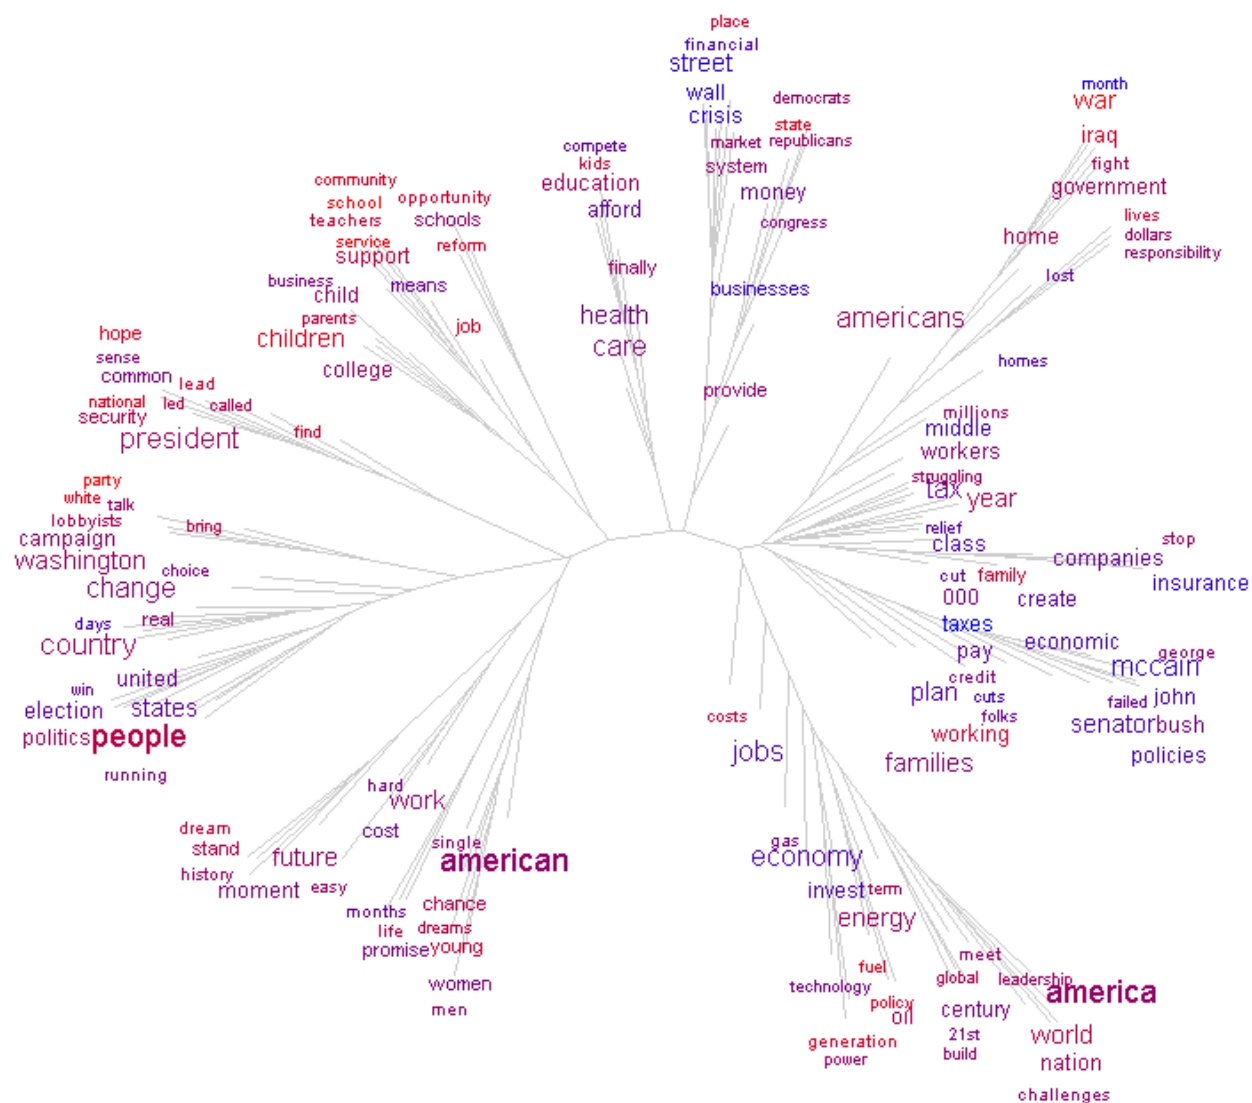 place
financial
street
wall
crisis
democrats
state
market
republicans
system
money
congress
businesses
provide
month
war
iraq
fight
government
lives
dollars
responsibility
home
lost
americans
homes
compete
kids
education
afford
finally
health
care
community
school
opportunity
teachers
schools
service
reform
support
business
means
child
parents
job
children
college
hope
sense
common
lead
national
led
called
security
president
find
party
white
talk
lobbyists
bring
campaign
washington
choice
change
days
real
country
united
win
election
states
politics
people
running
millions
middle
workers
struggling
tax
year
relief
class
stop
companies
insurance
cut
family
000
create
taxes
economic
pay
george
mccain
credit
plan
cuts
failed
john
folks
senator
bush
working
policies
families
costs
jobs
hard
work
cost
dream
stand
single
future
american
history
moment
easy
months
chance
life
dreams
promise
young
women
men
gas
economy
invest
term
energy
meet
fuel
global
leadership
technology
america
policy
oil
century
21st
world
generation
build
power
nation
challenges